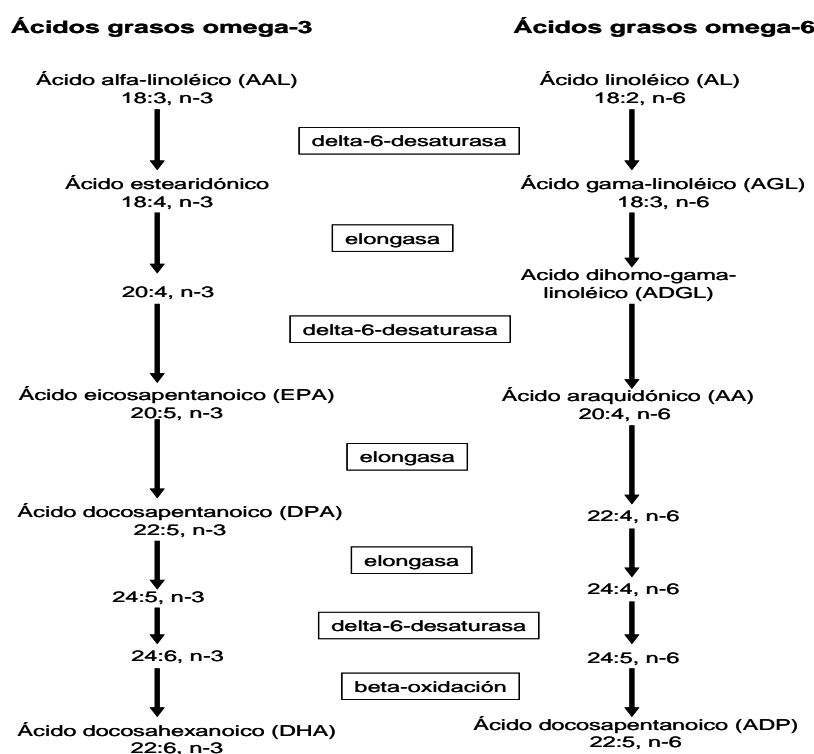 Ácidos grasos omega-3
Ácidos grasos omega-6
Ácido alfa-linoléico (AAL)
18:3, n-3
Ácido linoléico (AL)
18:2, n-6
delta-6-desaturasa
Ácido estearidónico
18:4, n-3
Ácido gama-linoléico (AGL)
18:3, n-6
elongasa
20:4, n-3
Acido dihomo-gama-
linoléico (ADGL)
delta-6-desaturasa
Ácido eicosapentanoico (EPA)
20:5, n-3
Ácido araquidónico (AA)
20:4, n-6
elongasa
Ácido docosapentanoico (DPA)
22:5, n-3
22:4, n-6
elongasa
24:5, n-3
24:4, n-6
delta-6-desaturasa
24:6, n-3
24:5, n-6
beta-oxidación
Ácido docosahexanoico (DHA)
22:6, n-3
Ácido docosapentanoico (ADP)
22:5, n-6